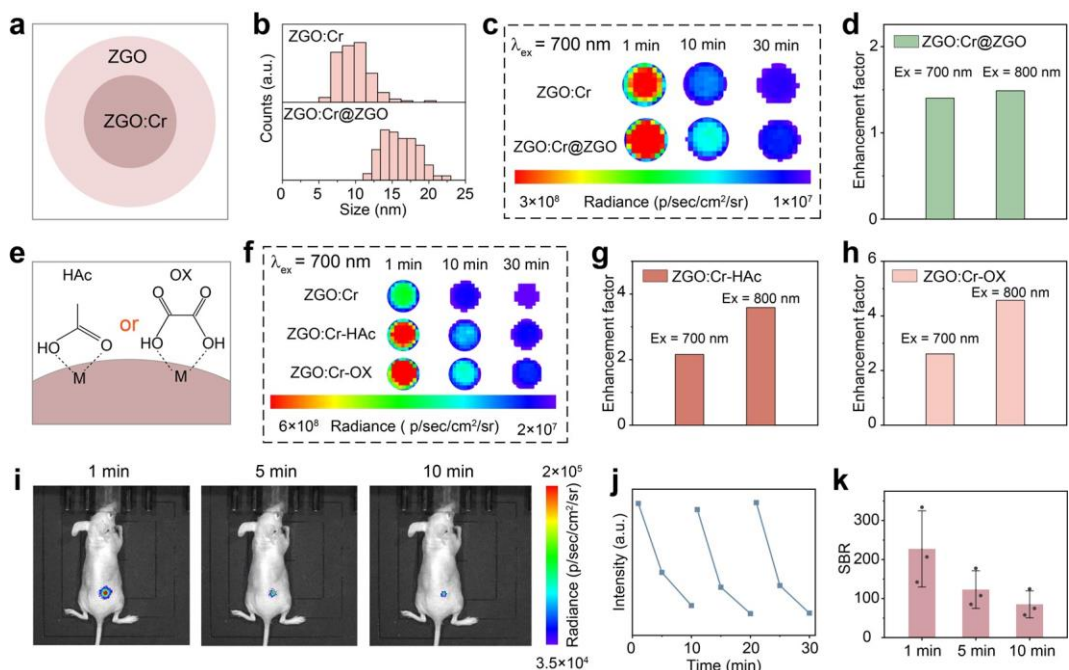 a
ZGO
ZGO:Cr
b
ZGO:Cr
ZGO:Cr@ZGO
Counts (a.u.)
0 5 10 15 20 25
Size (nm)
c
λex = 700 nm 1 min 10 min 30 min
ZGO:Cr
ZGO:Cr@ZGO
3×10⁸ Radiance (p/sec/cm²/sr) 1×10⁷
d
ZGO:Cr@ZGO
Ex = 700 nm Ex = 800 nm
Enhancement factor
2
1
0
e
HAc OX
or
HO O OH OH
O O
M M
f
λex = 700 nm 1 min 10 min 30 min
ZGO:Cr
ZGO:Cr-HAc
ZGO:Cr-OX
6×10⁸ Radiance ( p/sec/cm²/sr) 2×10⁷
g
ZGO:Cr-HAc
Ex = 800 nm
Ex = 700 nm
Enhancement factor
4
2
0
h
ZGO:Cr-OX
Ex = 800 nm
Ex = 700 nm
Enhancement factor
6
4
2
0
i
1 min 5 min 10 min
2×10⁵
Radiance (p/sec/cm²/sr)
3.5×10⁴
j
Intensity (a.u.)
0 10 20 30
Time (min)
k
SBR
300
200
100
0
1 min 5 min 10 min